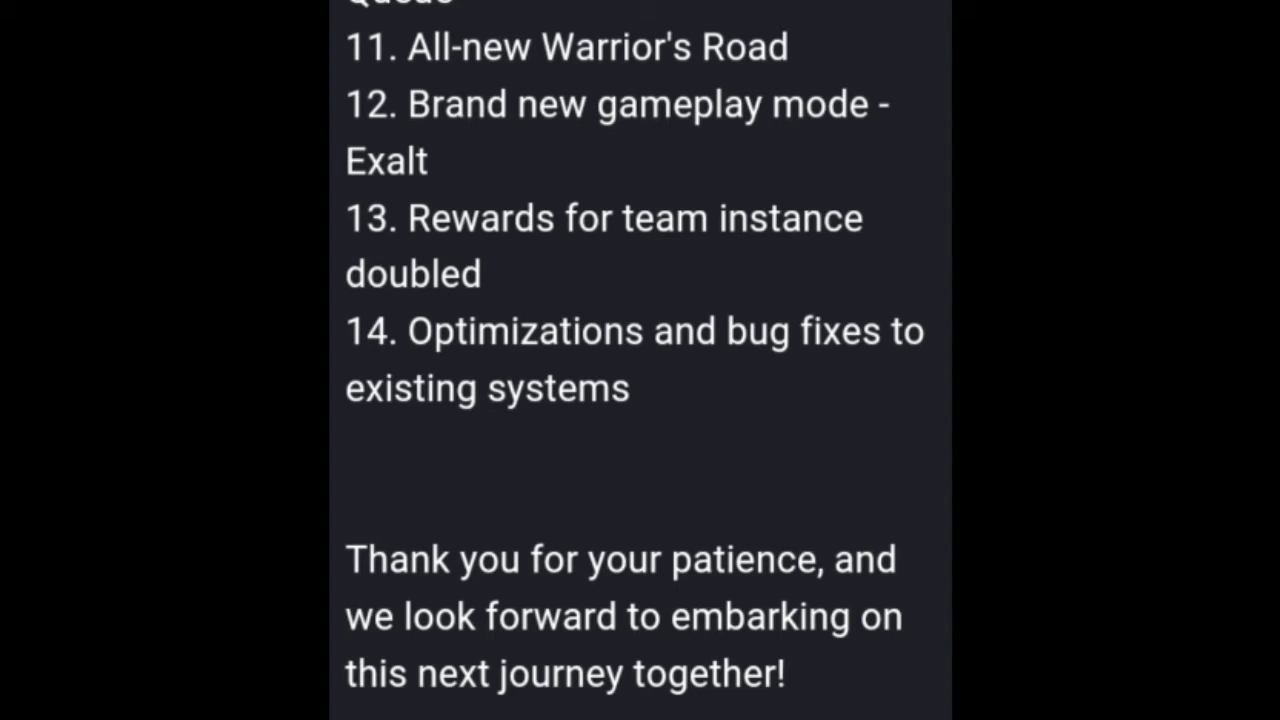 11. All-new Warrior's Road
12. Brand new gameplay mode -
Exalt
13. Rewards for team instance
doubled
14. Optimizations and bug fixes to
existing systems
Thank you for your patience, and
we look forward to embarking on
this next journey together!